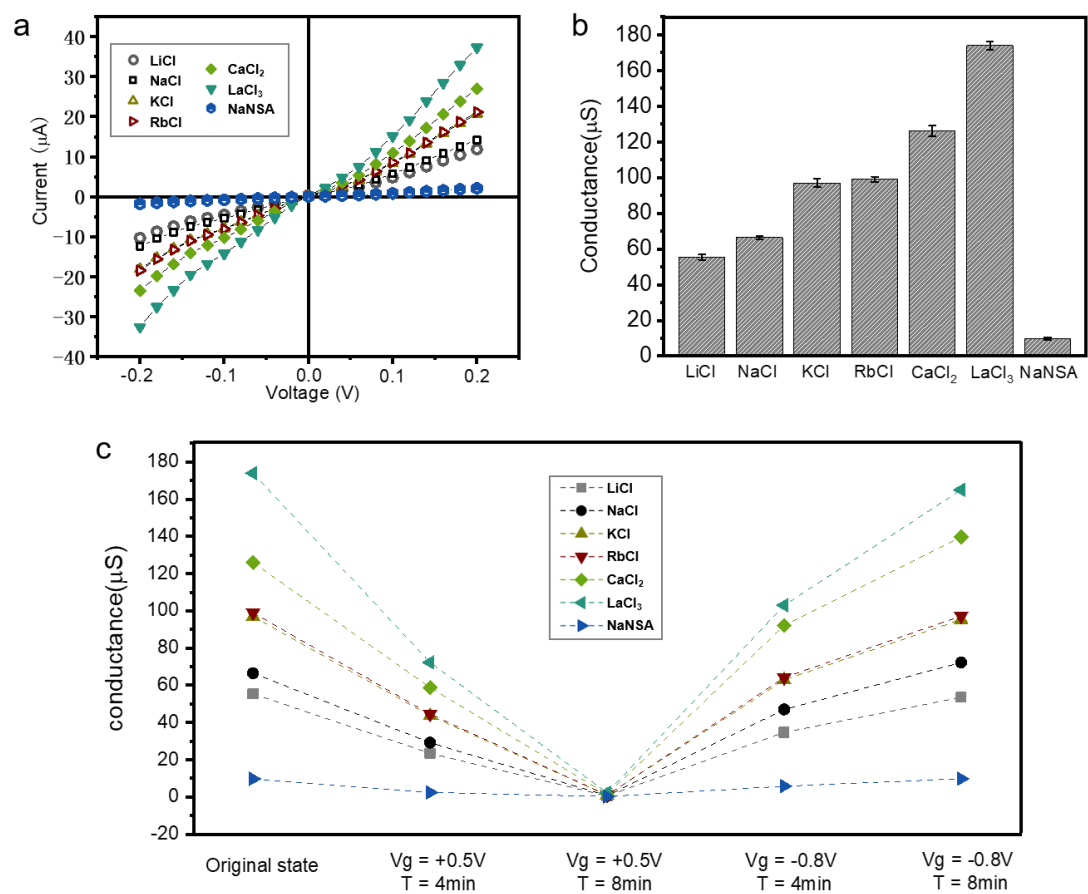 a
40
30
20
10
0
−10
−20
−30
−40
Current (μA)
LiCl
NaCl
KCl
RbCl
CaCl₂
LaCl₃
NaNSA
-0.2
-0.1
0.0
0.1
0.2
Voltage (V)
b
180
160
140
120
100
80
60
40
20
0
Conductance(μS)
LiCl
NaCl
KCl
RbCl
CaCl₂
LaCl₃
NaNSA
c
180
160
140
120
100
80
60
40
20
0
-20
conductance(μS)
LiCl
NaCl
KCl
RbCl
CaCl₂
LaCl₃
NaNSA
Original state
Vg = +0.5V
T = 4min
Vg = +0.5V
T = 8min
Vg = -0.8V
T = 4min
Vg = -0.8V
T = 8min